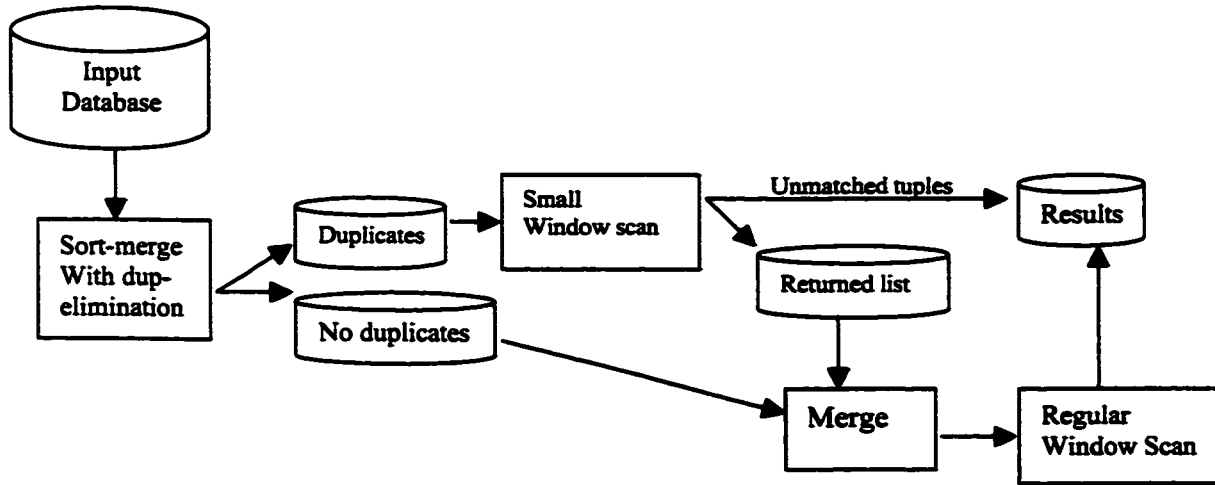 Input
Database
Sort-merge
With dup-
elimination
Duplicates
No duplicates
Small
Window scan
Unmatched tuples
Returned list
Results
Merge
Regular
Window Scan